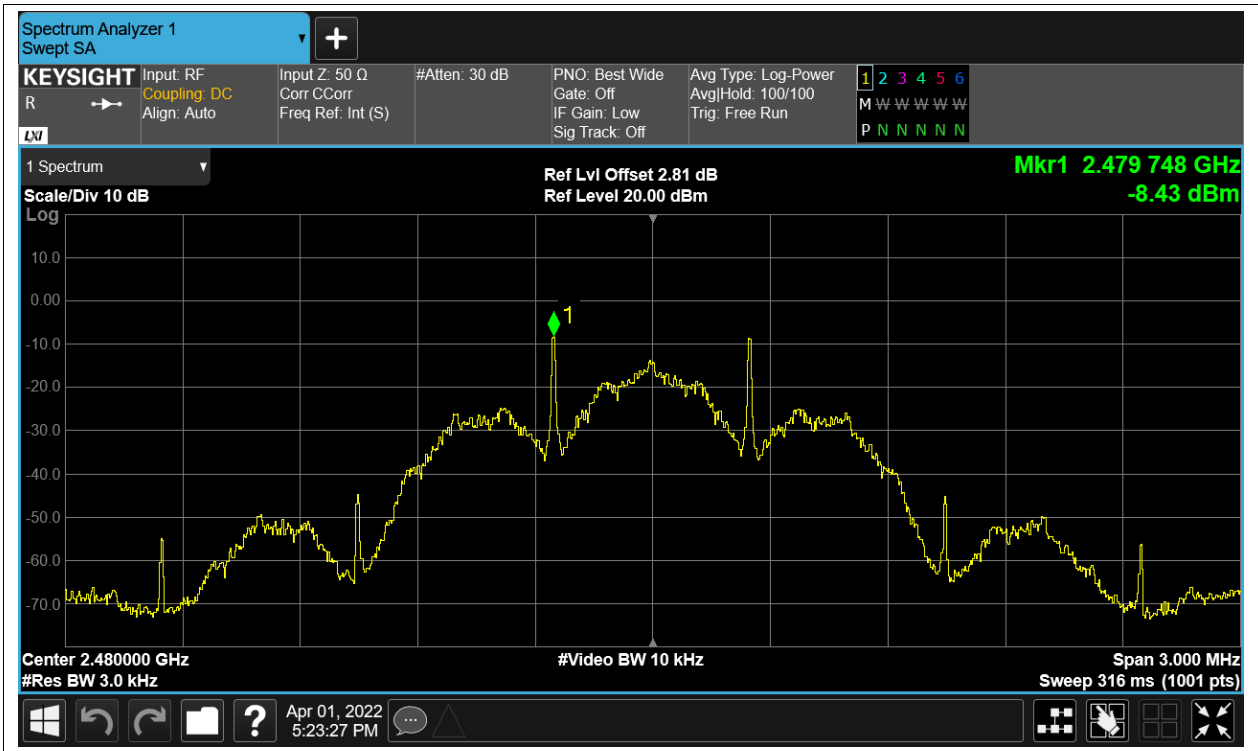 Spectrum Analyzer 1
Swept SA
KEYSIGHT
R
LXI
Input: RF
Coupling: DC
Align: Auto
Input Z: 50 Ω
Corr CCorr
Freq Ref: Int (S)
#Atten: 30 dB
PNO: Best Wide
Gate: Off
IF Gain: Low
Sig Track: Off
Avg Type: Log-Power
Avg|Hold: 100/100
Trig: Free Run
1 2 3 4 5 6
M W W W W W
P N N N N N
1 Spectrum
Scale/Div 10 dB
Log
Ref Lvl Offset 2.81 dB
Ref Level 20.00 dBm
Mkr1 2.479 748 GHz
-8.43 dBm
10.0
0.00
1
-10.0
-20.0
-30.0
-40.0
-50.0
-60.0
-70.0
Center 2.480000 GHz
#Video BW 10 kHz
Span 3.000 MHz
#Res BW 3.0 kHz
Sweep 316 ms (1001 pts)
?
Apr 01, 2022
5:23:27 PM